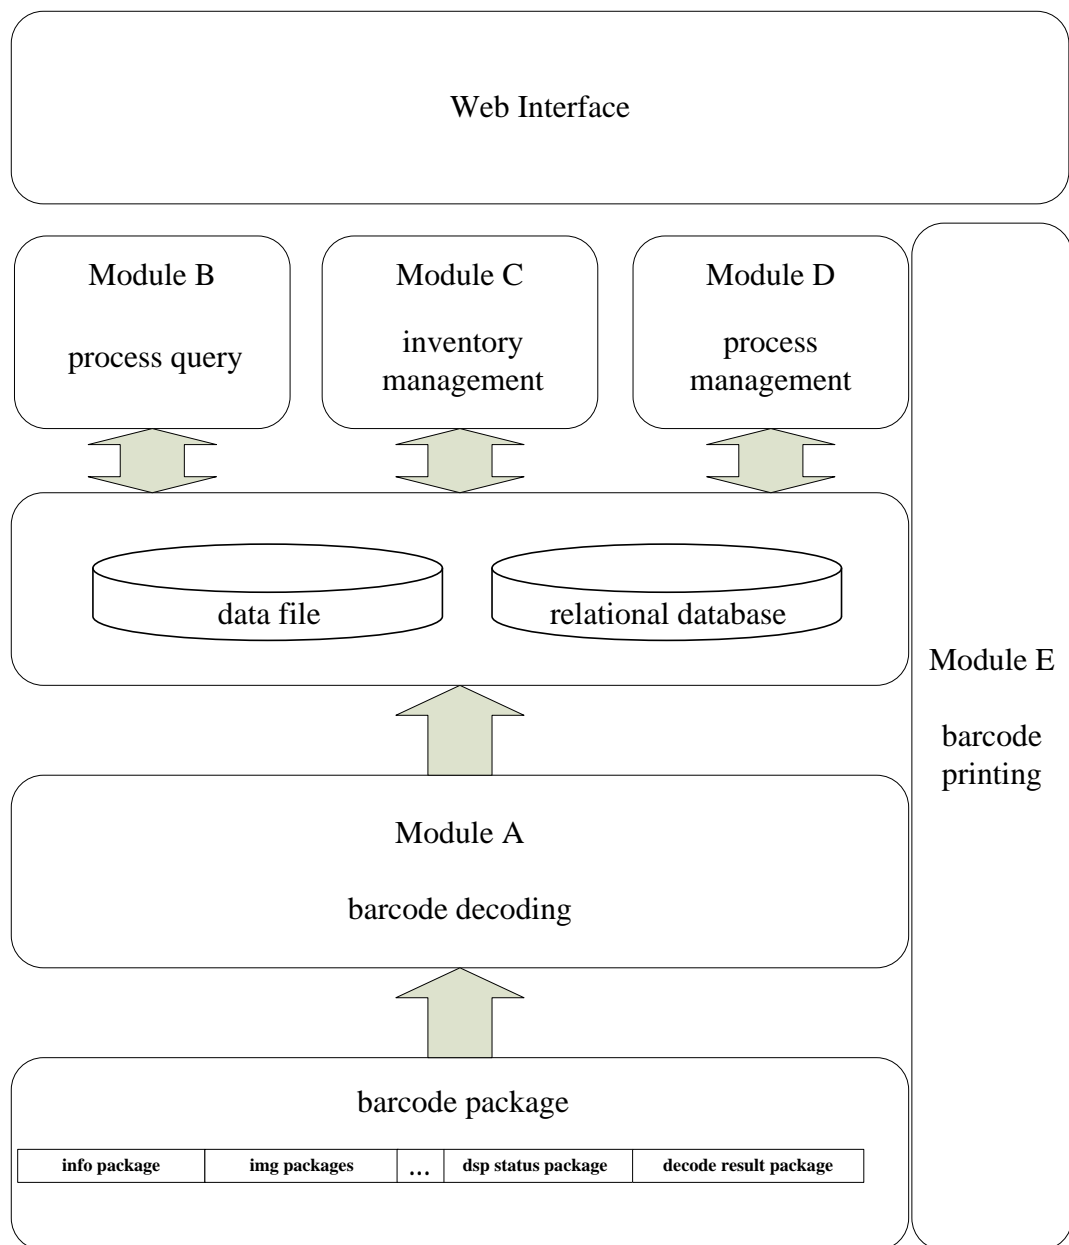 Web Interface
Module B
process query
Module C
inventory
management
Module D
process
management
data file
relational database
Module E
barcode
printing
Module A
barcode decoding
barcode package
info package
img packages
...
dsp status package
decode result package